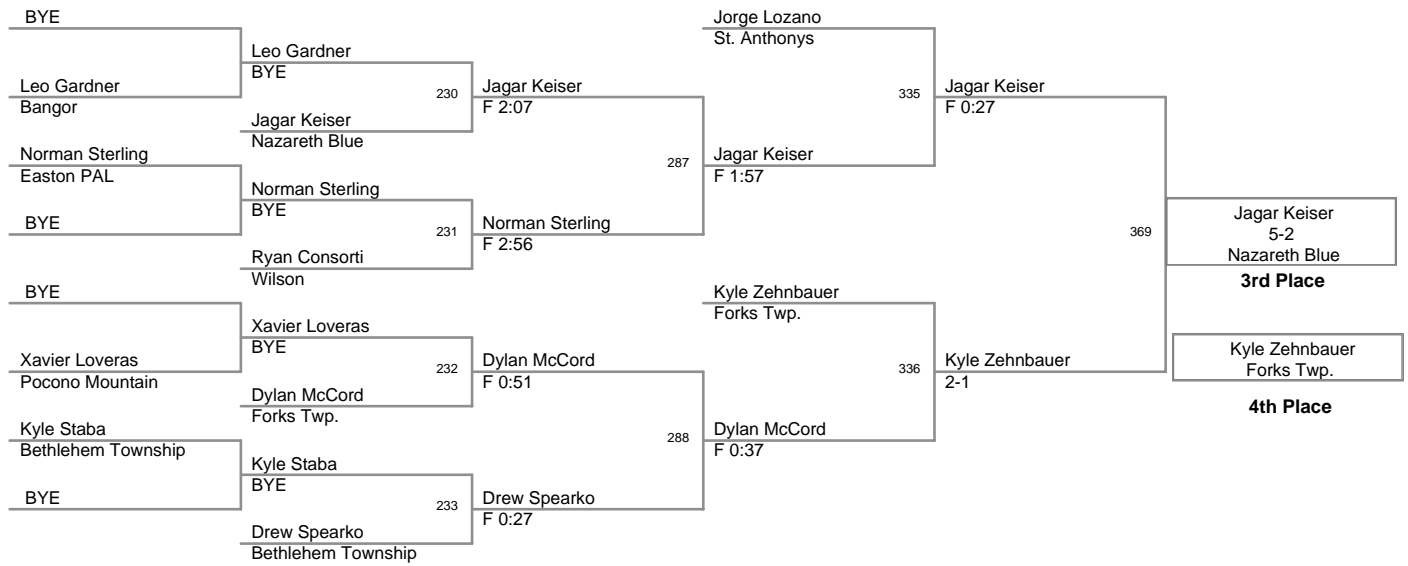 BYE
Leo Gardner
Bangor
Norman Sterling
Easton PAL
BYE
BYE
Xavier Loveras
Pocono Mountain
Kyle Staba
Bethlehem Township
BYE
Leo Gardner
BYE
230
Jagar Keiser
Nazareth Blue
Norman Sterling
BYE
231
Ryan Consorti
Wilson
Xavier Loveras
BYE
232
Dylan McCord
Forks Twp.
Kyle Staba
BYE
233
Drew Spearko
Bethlehem Township
Jagar Keiser
F 2:07
287
Norman Sterling
F 2:56
Dylan McCord
F 0:51
288
Drew Spearko
F 0:27
Jorge Lozano
St. Anthonys
335
Jagar Keiser
F 1:57
Kyle Zehnbauer
Forks Twp.
336
Dylan McCord
F 0:37
Jagar Keiser
F 0:27
369
Kyle Zehnbauer
2-1
Jagar Keiser
5-2
Nazareth Blue
3rd Place
Kyle Zehnbauer
Forks Twp.
4th Place